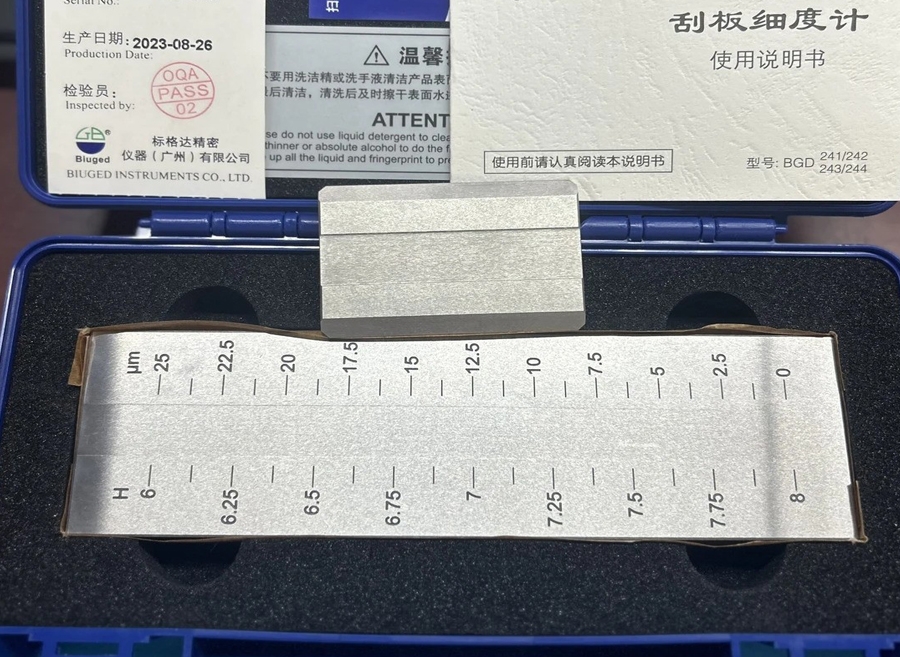 Serial No.:
生产日期: 2023-08-26
Production Date:
检验员:
Inspected by:
OQA
PASS
02
GB®
Biuged
标格达精密
仪器（广州）有限公司
BIUGED INSTRUMENTS CO., LTD.
温馨
不要用洗洁精或洗手液清洁产品表
后清洁，清洗后及时擦干表面水
ATTENT
se do not use liquid detergent to clea
thinner or absolute alcohol to do the f
up all the liquid and fringerprint to pr
刮板细度计
使用说明书
使用前请认真阅读本说明书
型号: BGD 241/242
243/244
µm 25 22.5 20 17.5 15 12.5 10 7.5 5 2.5 0
H 6 6.25 6.5 6.75 7 7.25 7.5 7.75 8